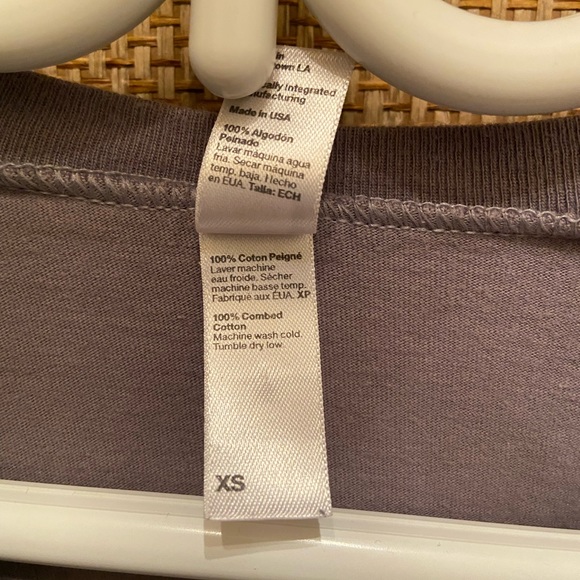 in
town LA
Integrated
Made in USA
100% Algodón
Peinado
Lavar máquina agua
fría. Secar máquina
temp. baja. Hecho
en EUA. Talla: ECH
100% Coton Peigné
Laver machine
eau froide. Sécher
machine basse temp.
Fabriqué aux ÉUA. XP
100% Combed
Cotton
Machine wash cold.
Tumble dry low.
XS